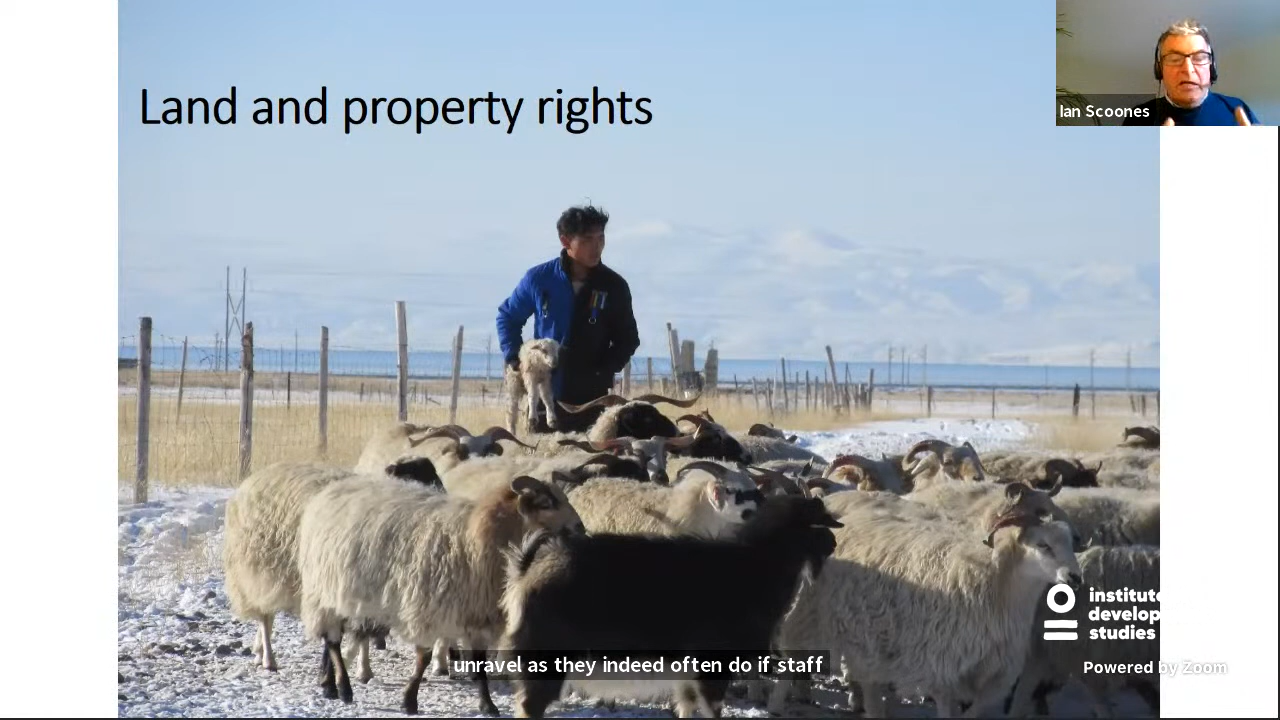 Land and property rights
Ian Scoones
institute
develop
studies
unravel as they indeed often do if staff
Powered by Zoom